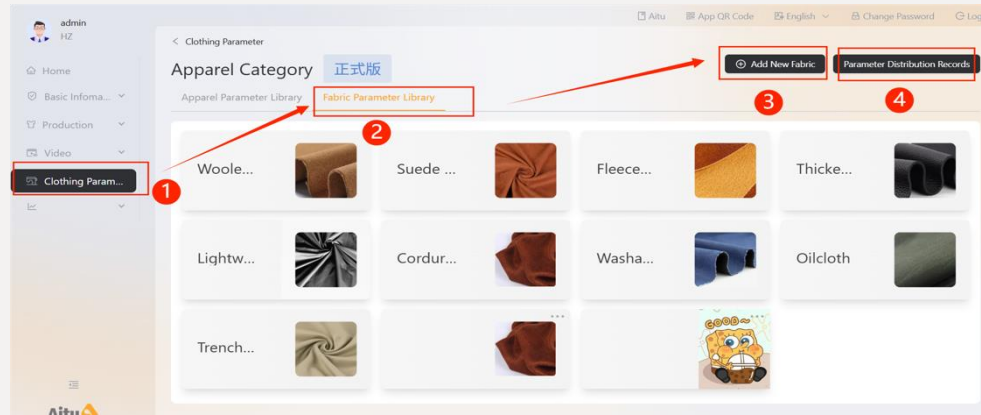 admin
HZ
Aitu
App QR Code
English
Change Password
Log
< Clothing Parameter
Home
Apparel Category
正式版
Add New Fabric
Parameter Distribution Records
Basic Infoma...
Apparel Parameter Library
Fabric Parameter Library
3
4
Production
2
Video
Clothing Param...
1
Woole...
Suede ...
Fleece...
Thicke...
Lightw...
Cordur...
Washa...
Oilcloth
Trench...
GOOD~
Aitu